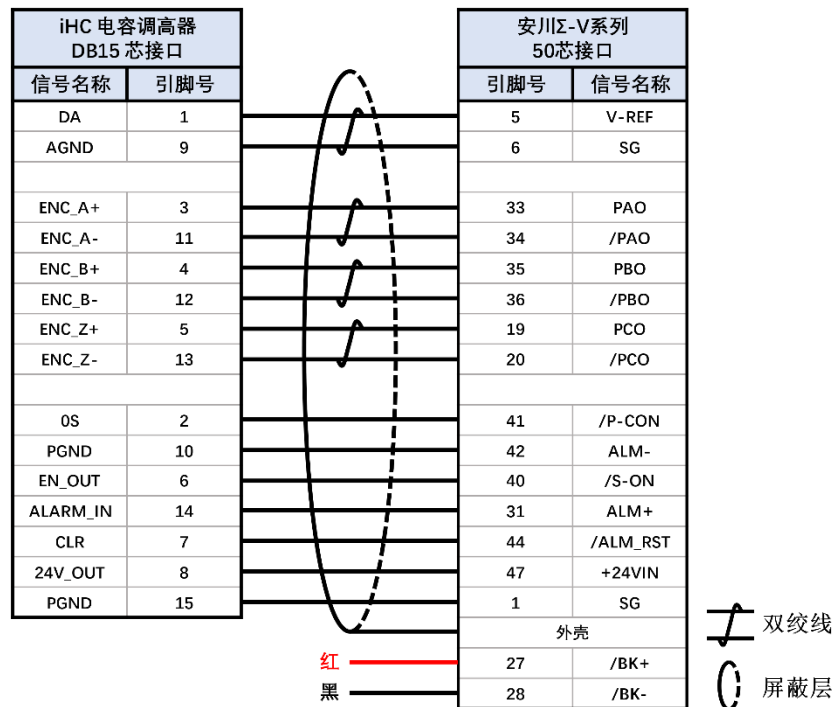 iHC 电容调高器
DB15 芯接口
安川Σ-V系列
50芯接口
信号名称 引脚号 引脚号 信号名称
DA 1 5 V-REF
AGND 9 6 SG
ENC_A+ 3 33 PAO
ENC_A- 11 34 /PAO
ENC_B+ 4 35 PBO
ENC_B- 12 36 /PBO
ENC_Z+ 5 19 PCO
ENC_Z- 13 20 /PCO
0S 2 41 /P-CON
PGND 10 42 ALM-
EN_OUT 6 40 /S-ON
ALARM_IN 14 31 ALM+
CLR 7 44 /ALM_RST
24V_OUT 8 47 +24VIN
PGND 15 1 SG
外壳
红 27 /BK+
黑 28 /BK-
双绞线
屏蔽层